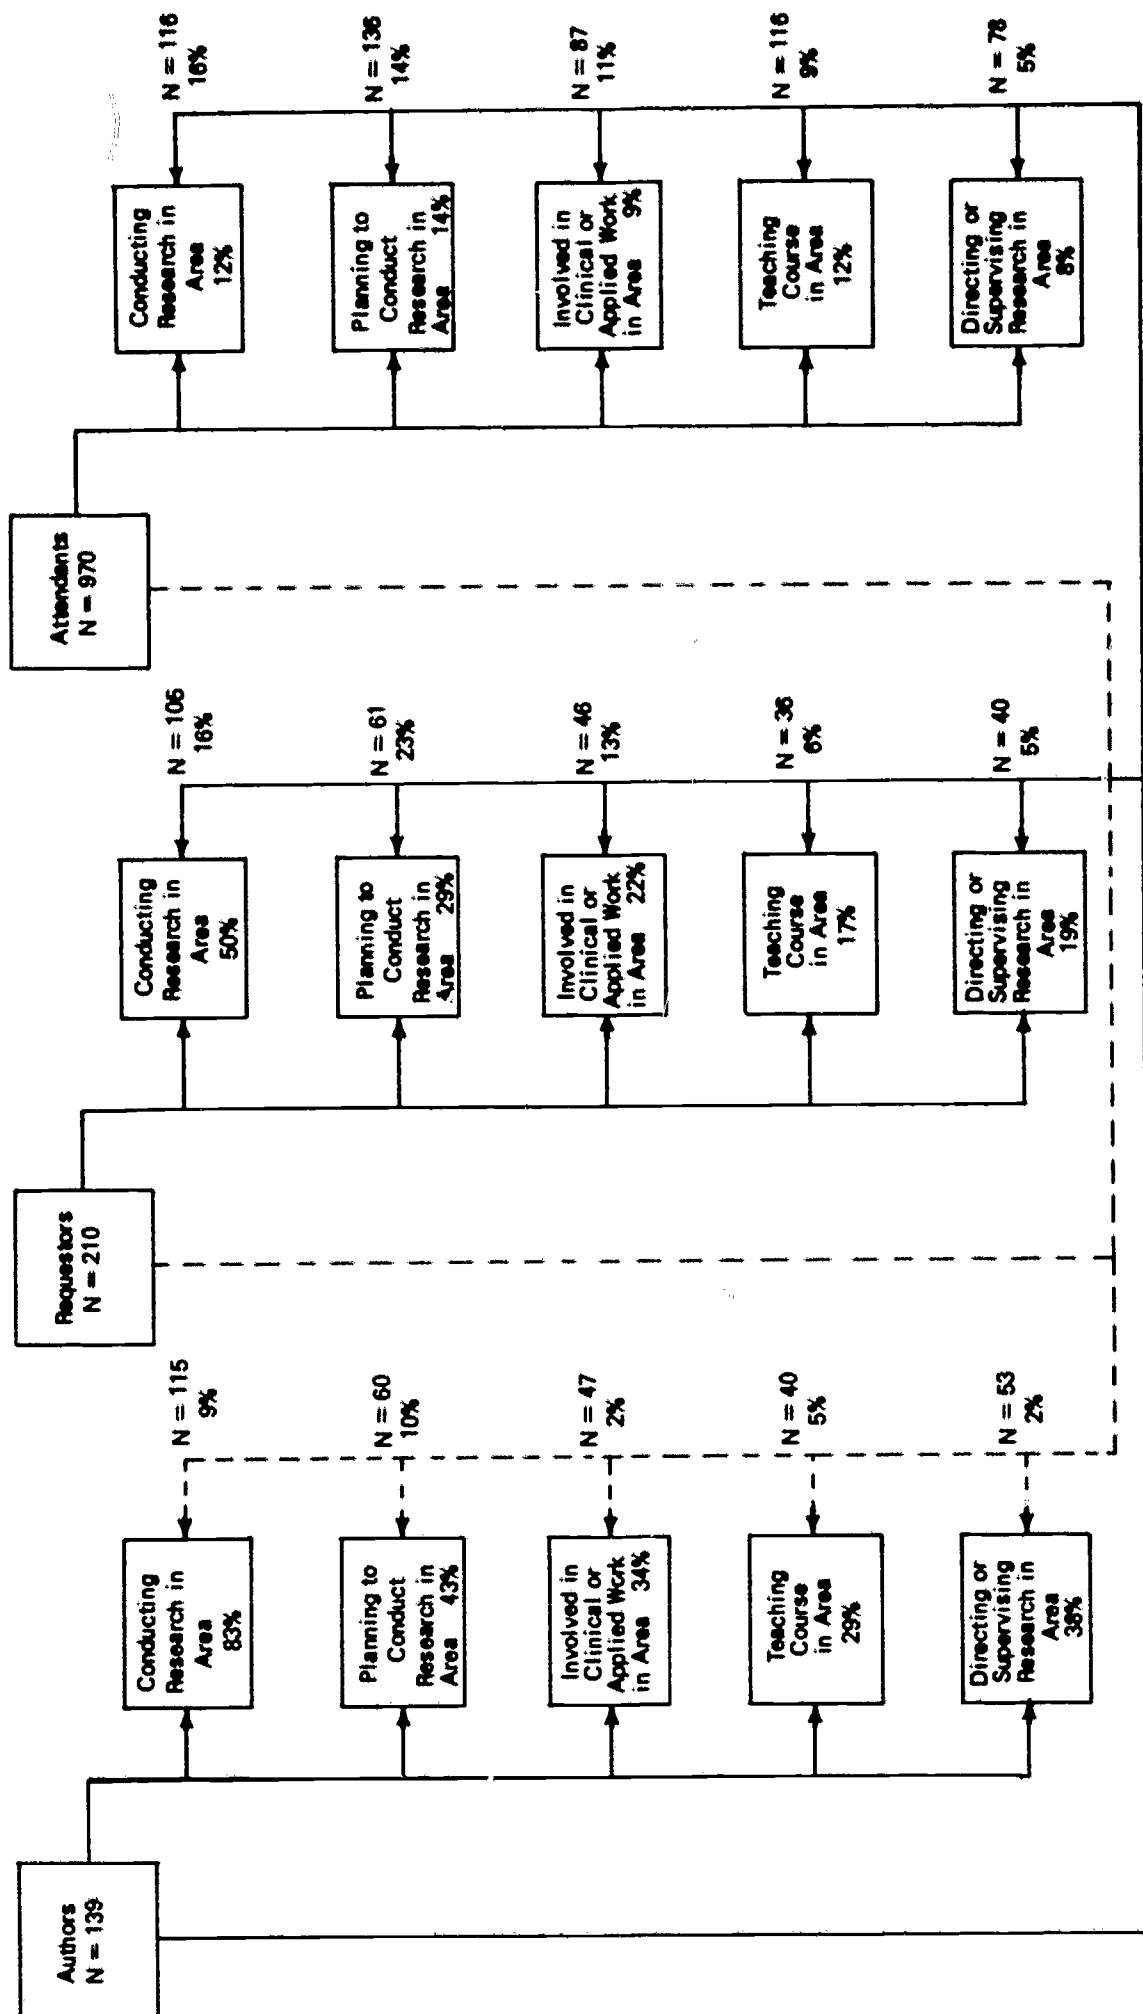 Authors
N = 139
Conducting
Research in
Area
83%
N = 115
9%
Planning to
Conduct
Research in
Area 43%
N = 60
10%
Involved in
Clinical or
Applied Work
in Area 34%
N = 47
2%
Teaching
Course
in Area
29%
N = 40
5%
Directing or
Supervising
Research in
Area
38%
N = 53
2%
Requestors
N = 210
Conducting
Research in
Area
50%
N = 105
16%
Planning to
Conduct
Research in
Area 29%
N = 61
23%
Involved in
Clinical or
Applied Work
in Area 22%
N = 46
13%
Teaching
Course
in Area
17%
N = 36
6%
Directing or
Supervising
Research in
Area
19%
N = 40
5%
Attendants
N = 970
Conducting
Research in
Area
12%
N = 116
16%
Planning to
Conduct
Research in
Area 14%
N = 136
14%
Involved in
Clinical or
Applied Work
in Area 9%
N = 87
11%
Teaching
Course
in Area
12%
N = 116
9%
Directing or
Supervising
Research in
Area
8%
N = 78
5%